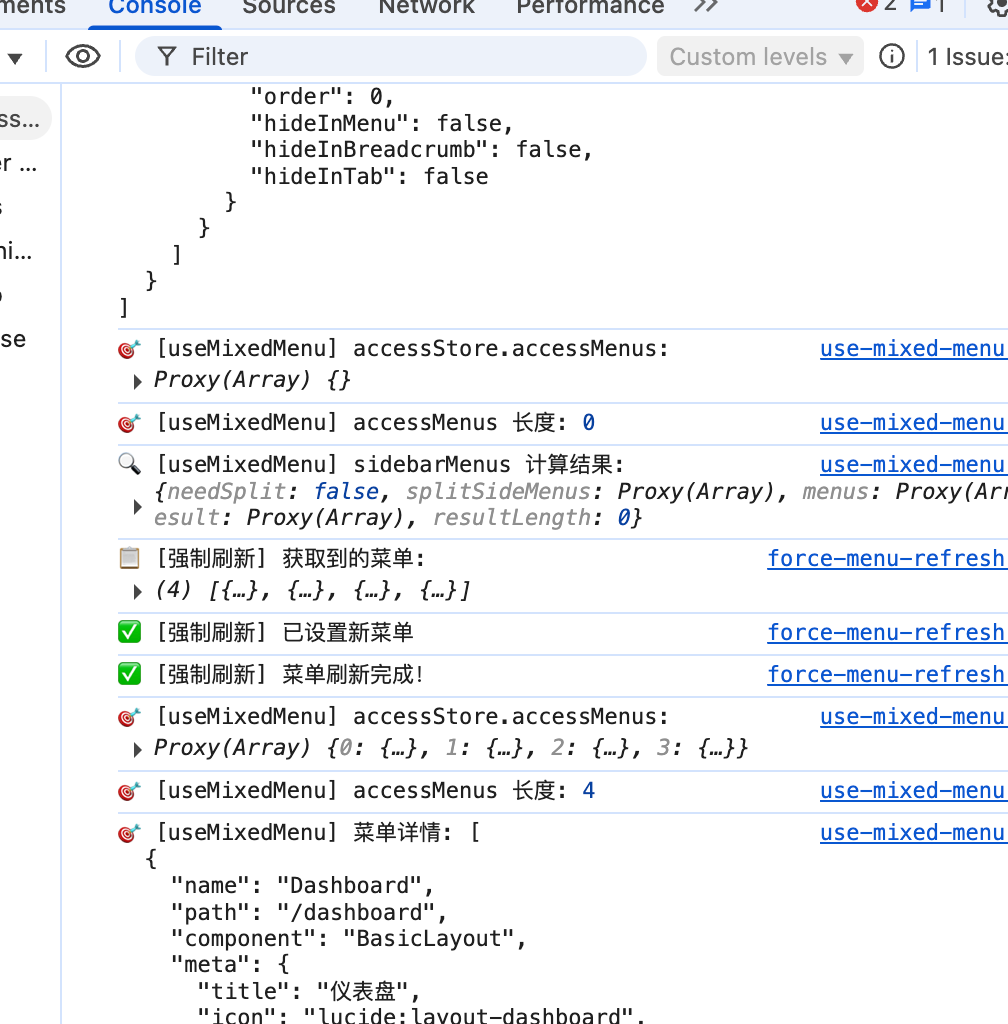 Console Sources Network Performance 2 1
Filter Custom levels 1 Issue:
"order": 0,
"hideInMenu": false,
"hideInBreadcrumb": false,
"hideInTab": false
}
}
]
}
]
[useMixedMenu] accessStore.accessMenus: use-mixed-menu
Proxy(Array) {}
[useMixedMenu] accessMenus 长度: 0 use-mixed-menu
[useMixedMenu] sidebarMenus 计算结果: use-mixed-menu
{needSplit: false, splitSideMenus: Proxy(Array), menus: Proxy(Arr
esult: Proxy(Array), resultLength: 0}
[强制刷新] 获取到的菜单: force-menu-refresh
(4) [{…}, {…}, {…}, {…}]
[强制刷新] 已设置新菜单 force-menu-refresh
[强制刷新] 菜单刷新完成! force-menu-refresh
[useMixedMenu] accessStore.accessMenus: use-mixed-menu
Proxy(Array) {0: {…}, 1: {…}, 2: {…}, 3: {…}}
[useMixedMenu] accessMenus 长度: 4 use-mixed-menu
[useMixedMenu] 菜单详情: [ use-mixed-menu
{
"name": "Dashboard",
"path": "/dashboard",
"component": "BasicLayout",
"meta": {
"title": "仪表盘",
"icon": "lucide:layout-dashboard",